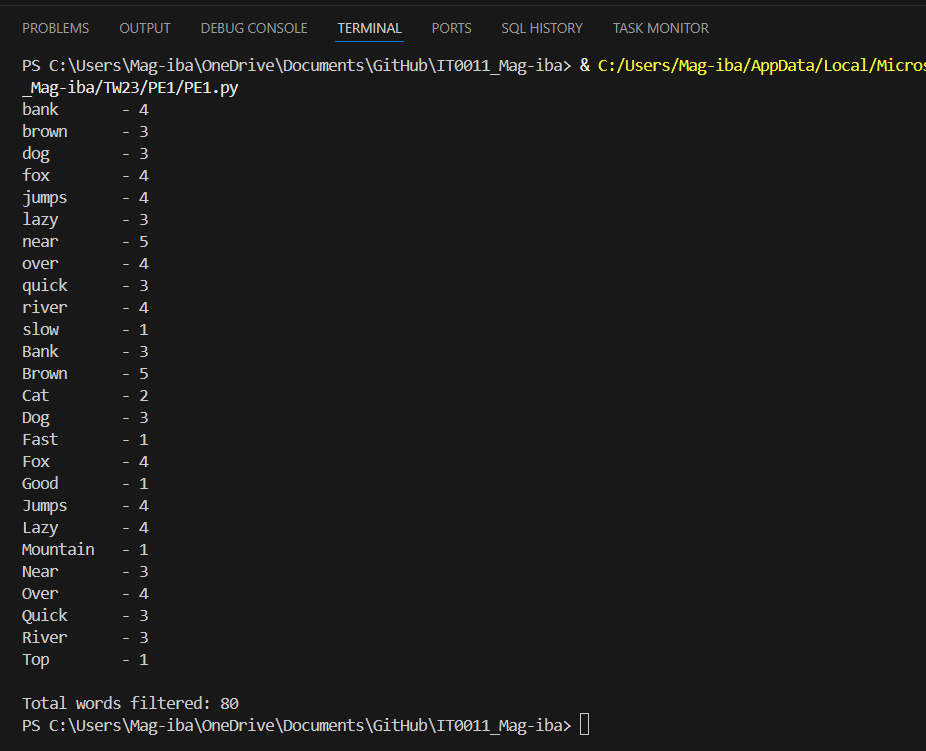 PROBLEMS OUTPUT DEBUG CONSOLE TERMINAL PORTS SQL HISTORY TASK MONITOR
PS C:\Users\Mag-iba\OneDrive\Documents\GitHub\IT0011_Mag-iba> & C:/Users/Mag-iba/AppData/Local/Micros
_Mag-iba/TW23/PE1/PE1.py
bank - 4
brown - 3
dog - 3
fox - 4
jumps - 4
lazy - 3
near - 5
over - 4
quick - 3
river - 4
slow - 1
Bank - 3
Brown - 5
Cat - 2
Dog - 3
Fast - 1
Fox - 4
Good - 1
Jumps - 4
Lazy - 4
Mountain - 1
Near - 3
Over - 4
Quick - 3
River - 3
Top - 1
Total words filtered: 80
PS C:\Users\Mag-iba\OneDrive\Documents\GitHub\IT0011_Mag-iba>